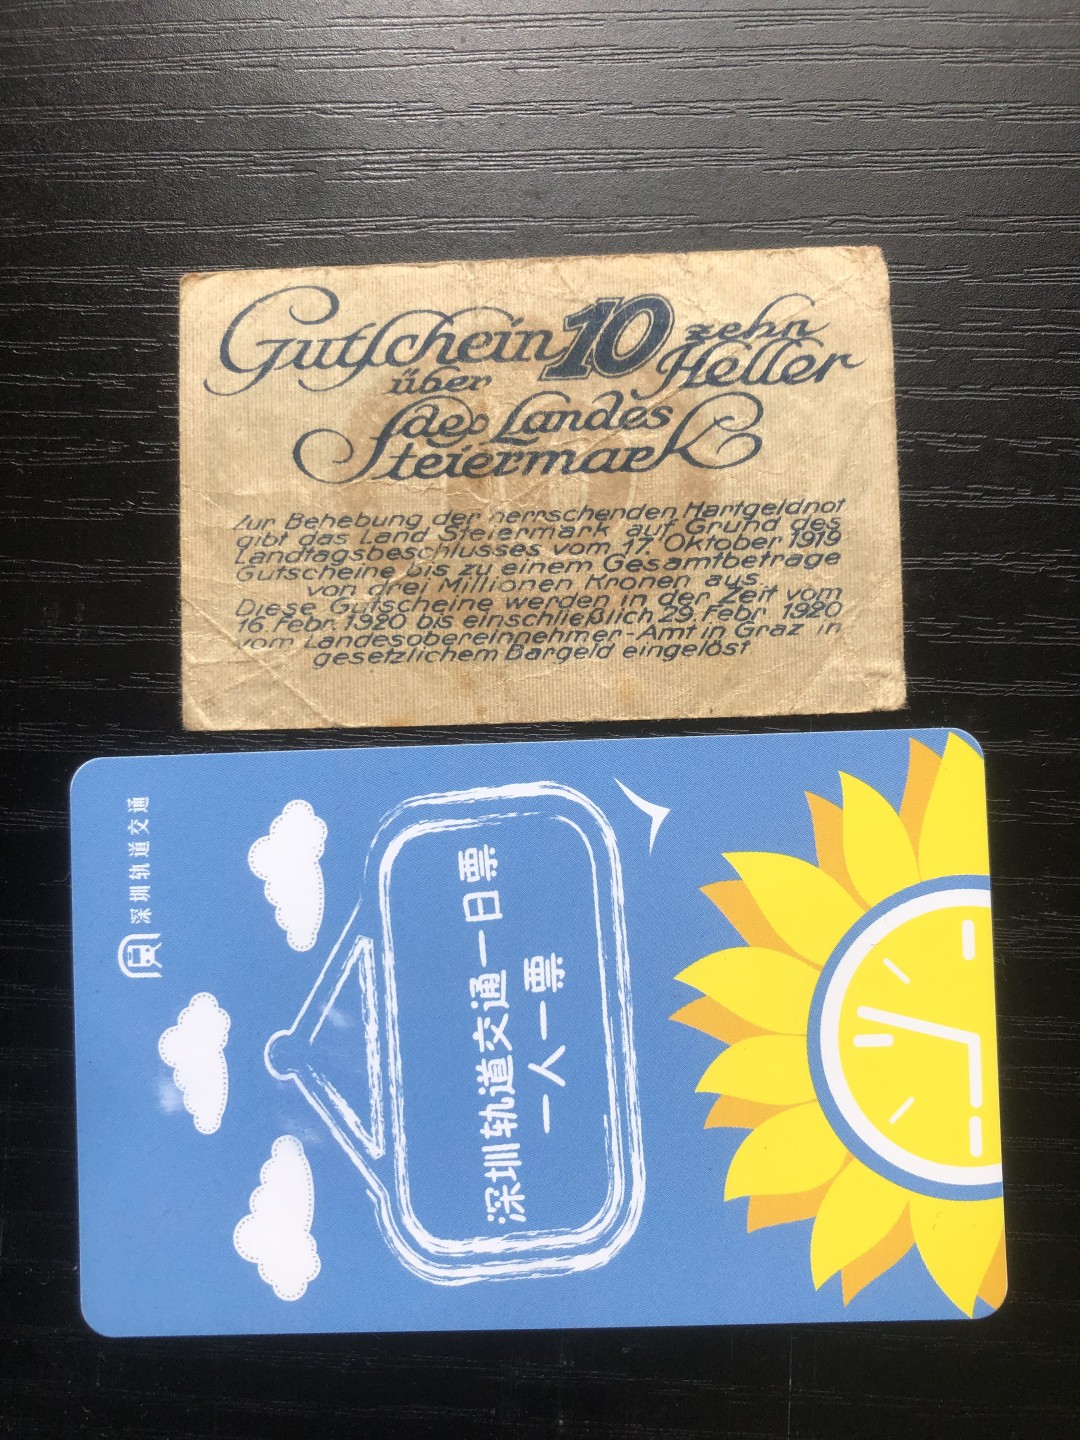 Gutschein 10 zehn
über Heller
des Landes
Steiermark
Zur Behebung der herrschenden Hartgeldnot
gibt das Land Steiermark auf Grund des
Landtagsbeschlusses vom 17. Oktober 1919
Gutscheine bis zu einem Gesamtbetrage
von drei Millionen Kronen aus.
Diese Gutscheine werden in der Zeit vom
16. Febr. 1920 bis einschließlich 29. Febr. 1920
vom Landesobereinnehmer-Amt in Graz in
gesetzlichem Bargeld eingelöst
深圳轨道交通
深圳轨道交通一日票
一人一票